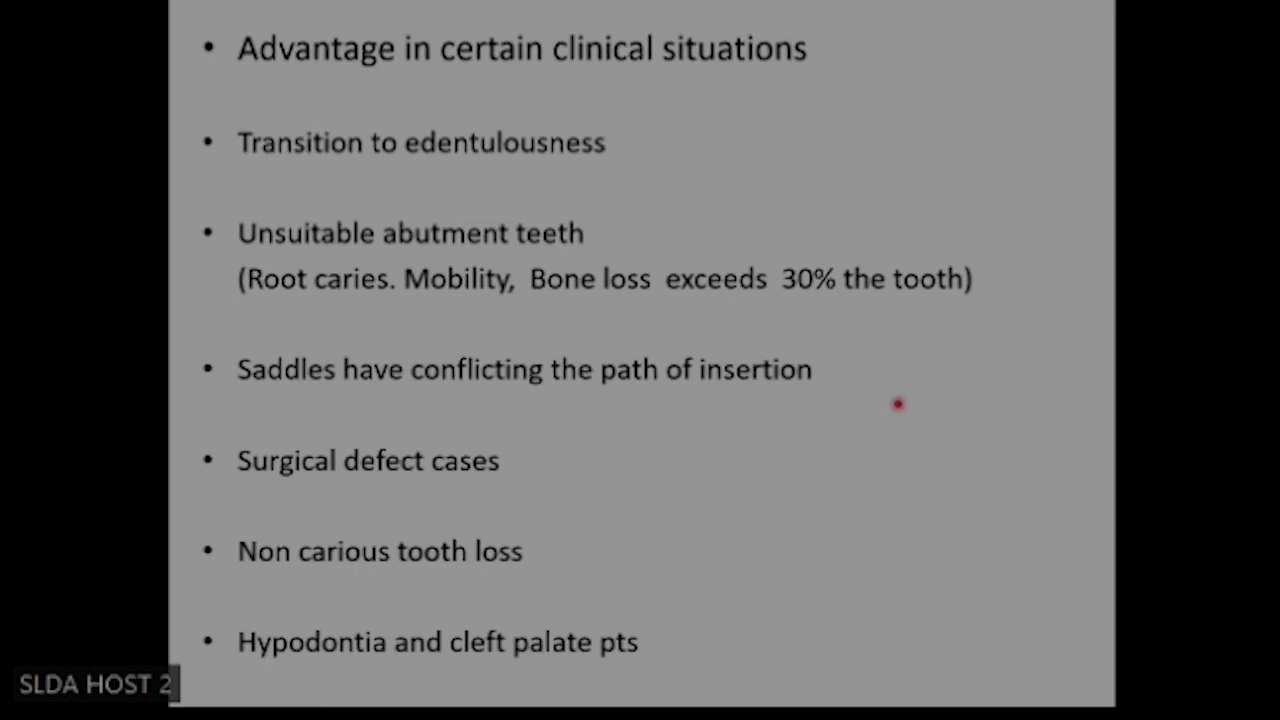 • Advantage in certain clinical situations
• Transition to edentulousness
• Unsuitable abutment teeth
(Root caries. Mobility, Bone loss exceeds 30% the tooth)
• Saddles have conflicting the path of insertion
• Surgical defect cases
• Non carious tooth loss
• Hypodontia and cleft palate pts
SLDA HOST 2